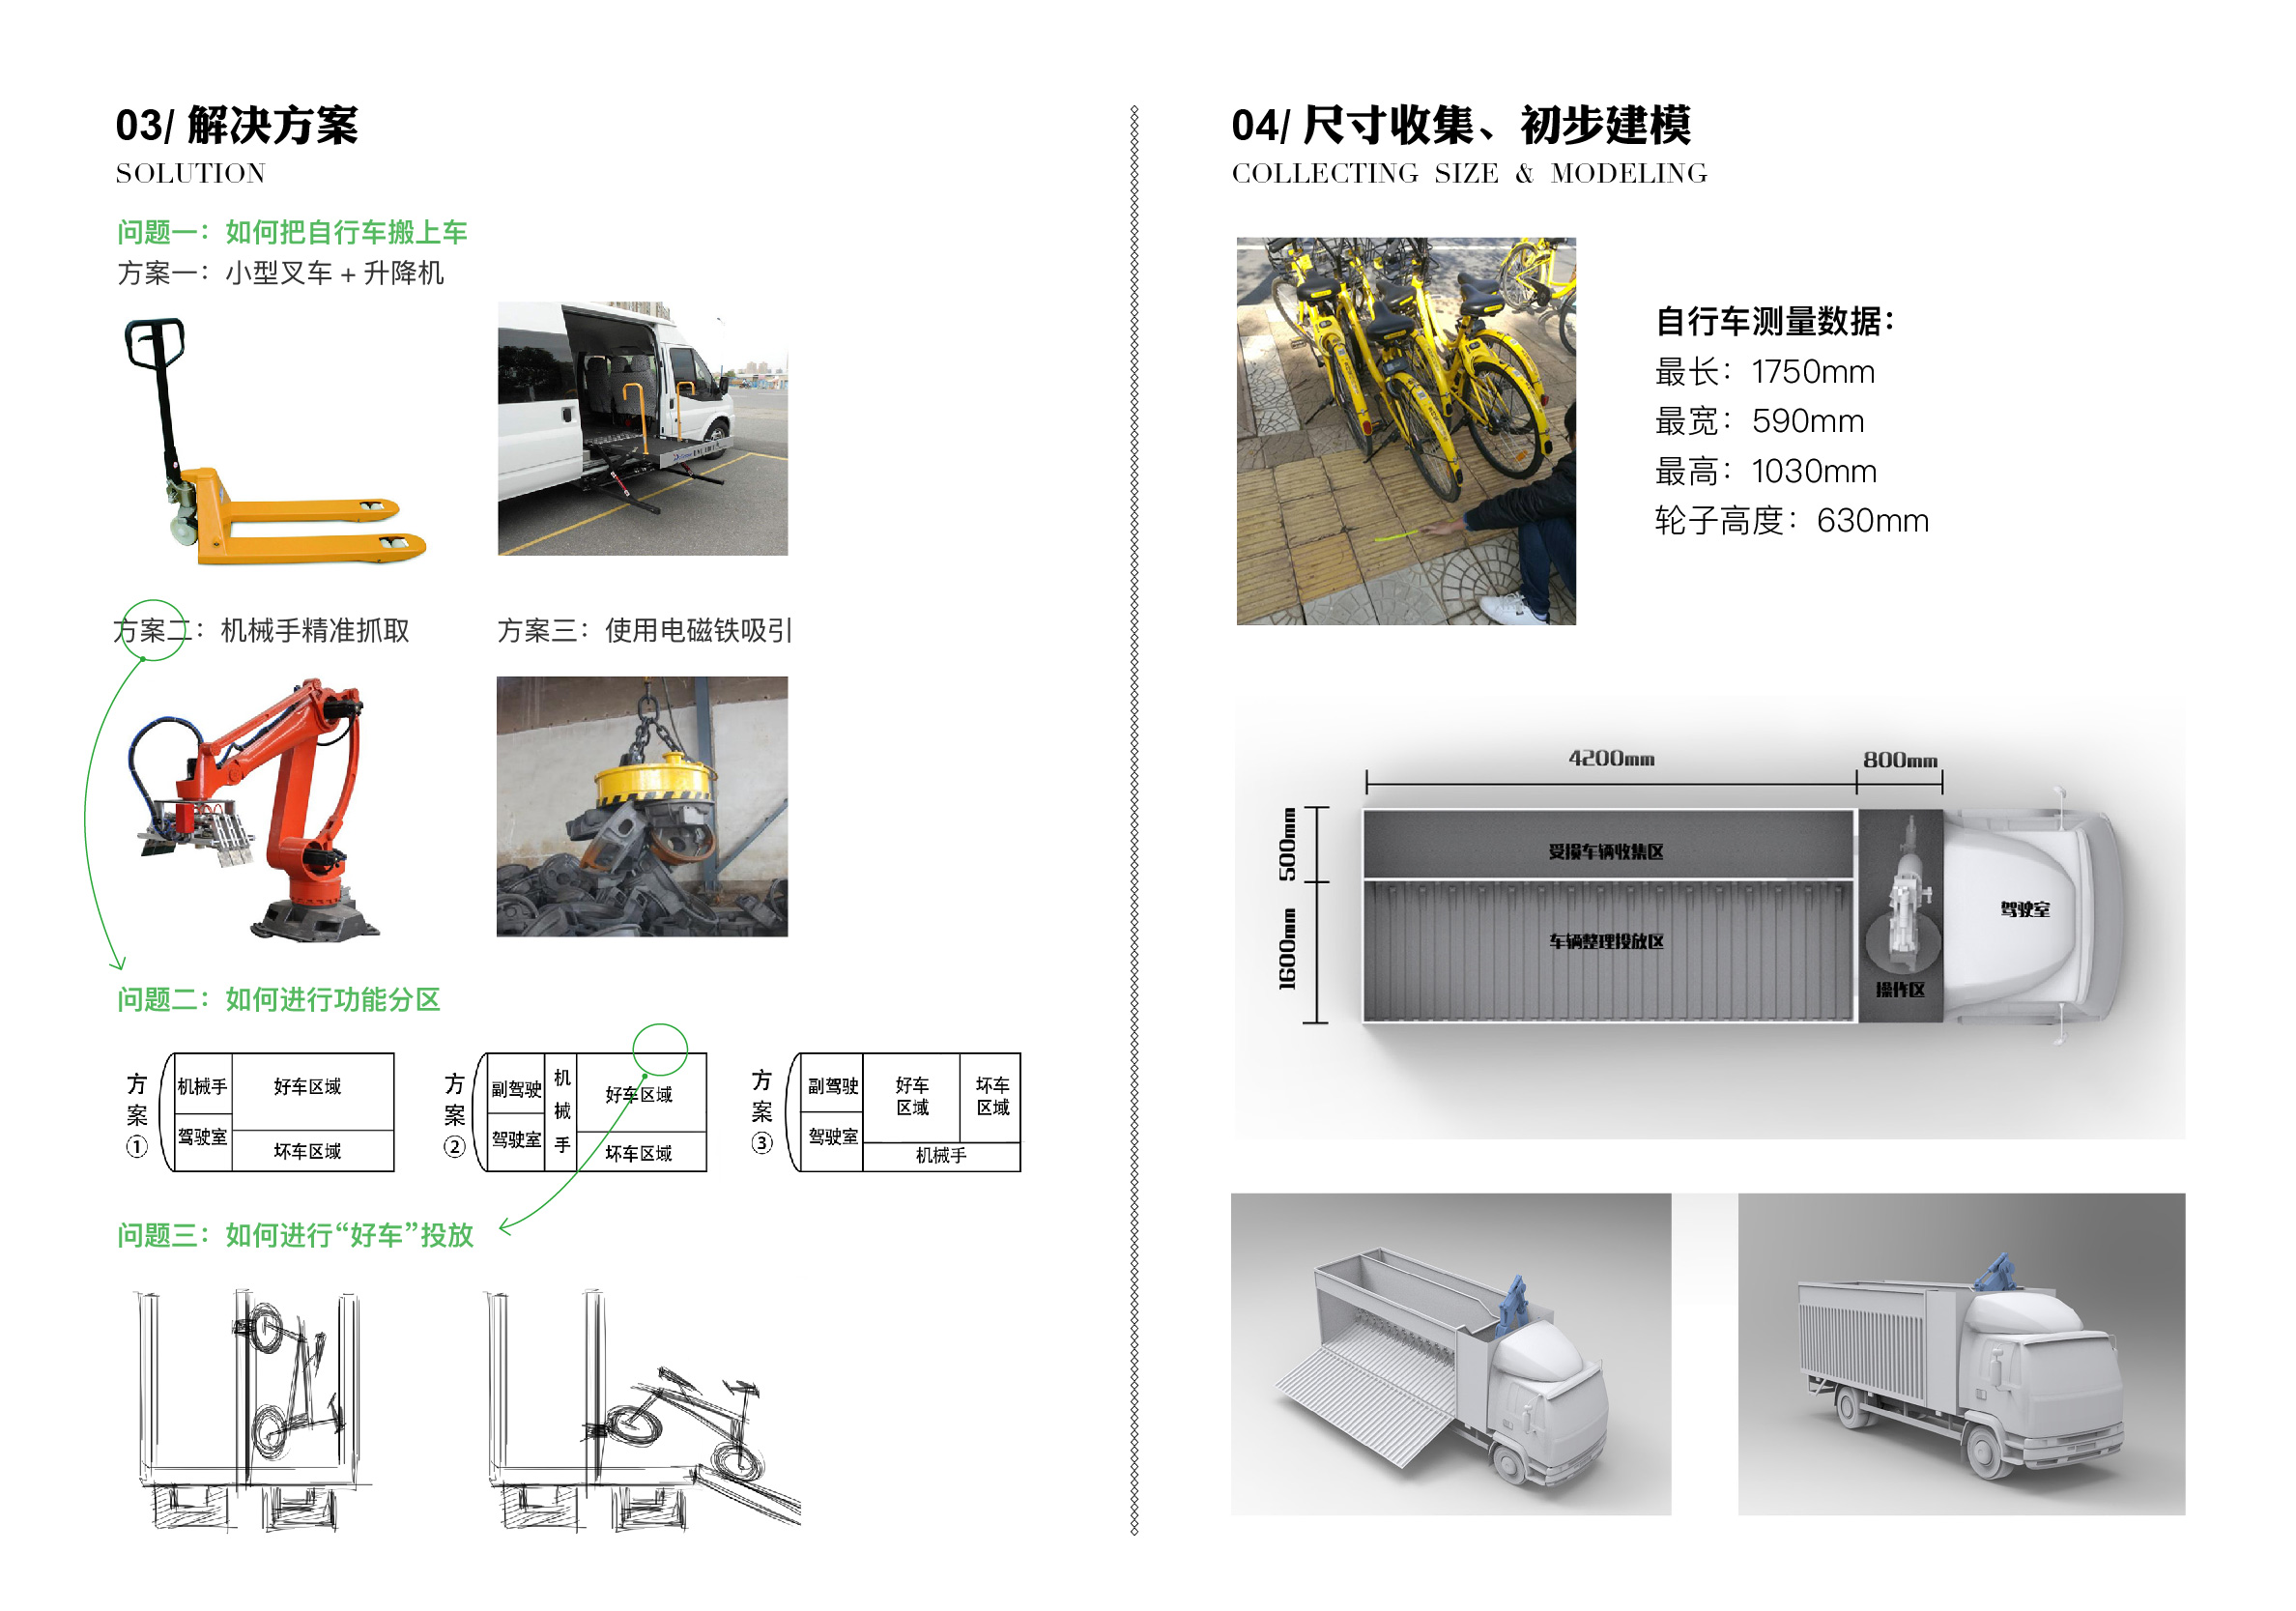 03/ 解决方案
SOLUTION
问题一：如何把自行车搬上车
方案一：小型叉车 + 升降机
方案二：机械手精准抓取
方案三：使用电磁铁吸引
问题二：如何进行功能分区
方案①
机械手
好车区域
驾驶室
坏车区域
方案②
副驾驶
机械手
好车区域
驾驶室
坏车区域
方案③
副驾驶
好车
区域
坏车
区域
驾驶室
机械手
问题三：如何进行“好车”投放
04/ 尺寸收集、初步建模
COLLECTING SIZE & MODELING
自行车测量数据：
最长：1750mm
最宽：590mm
最高：1030mm
轮子高度：630mm
4200mm
800mm
500mm
1600mm
受损车辆收集区
车辆整理投放区
驾驶室
操作区